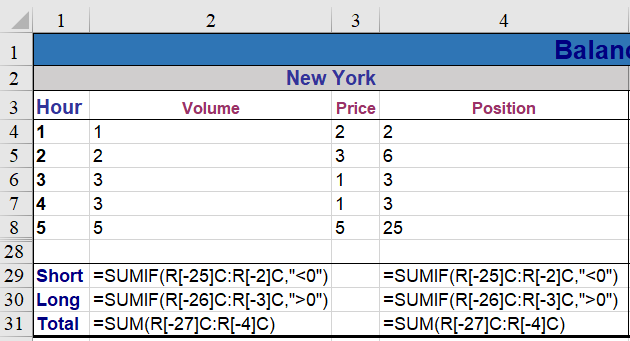 1 2 3 4
1 Balan
2 New York
3 Hour Volume Price Position
4 1 1 2 2
5 2 2 3 6
6 3 3 1 3
7 4 3 1 3
8 5 5 5 25
28
29 Short =SUMIF(R[-25]C:R[-2]C,"<0") =SUMIF(R[-25]C:R[-2]C,"<0")
30 Long =SUMIF(R[-26]C:R[-3]C,">0") =SUMIF(R[-26]C:R[-3]C,">0")
31 Total =SUM(R[-27]C:R[-4]C) =SUM(R[-27]C:R[-4]C)